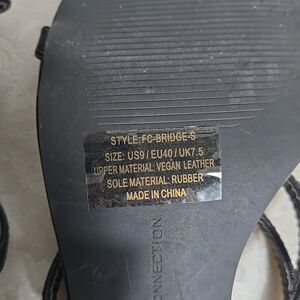 STYLE: FC-BRIDGE-S
SIZE: US9 / EU40 / UK7.5
UPPER MATERIAL: VEGAN LEATHER
SOLE MATERIAL: RUBBER
MADE IN CHINA
CONNECTION